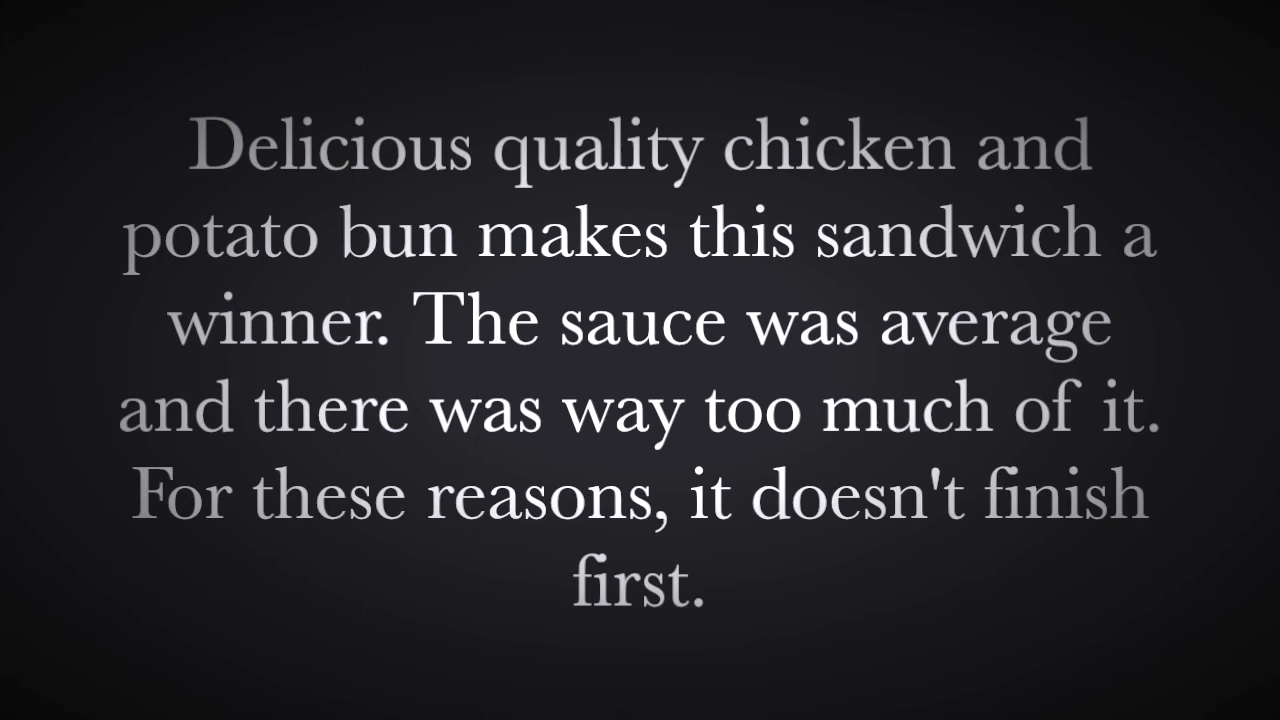 Delicious quality chicken and
potato bun makes this sandwich a
winner. The sauce was average
and there was way too much of it.
For these reasons, it doesn't finish
first.